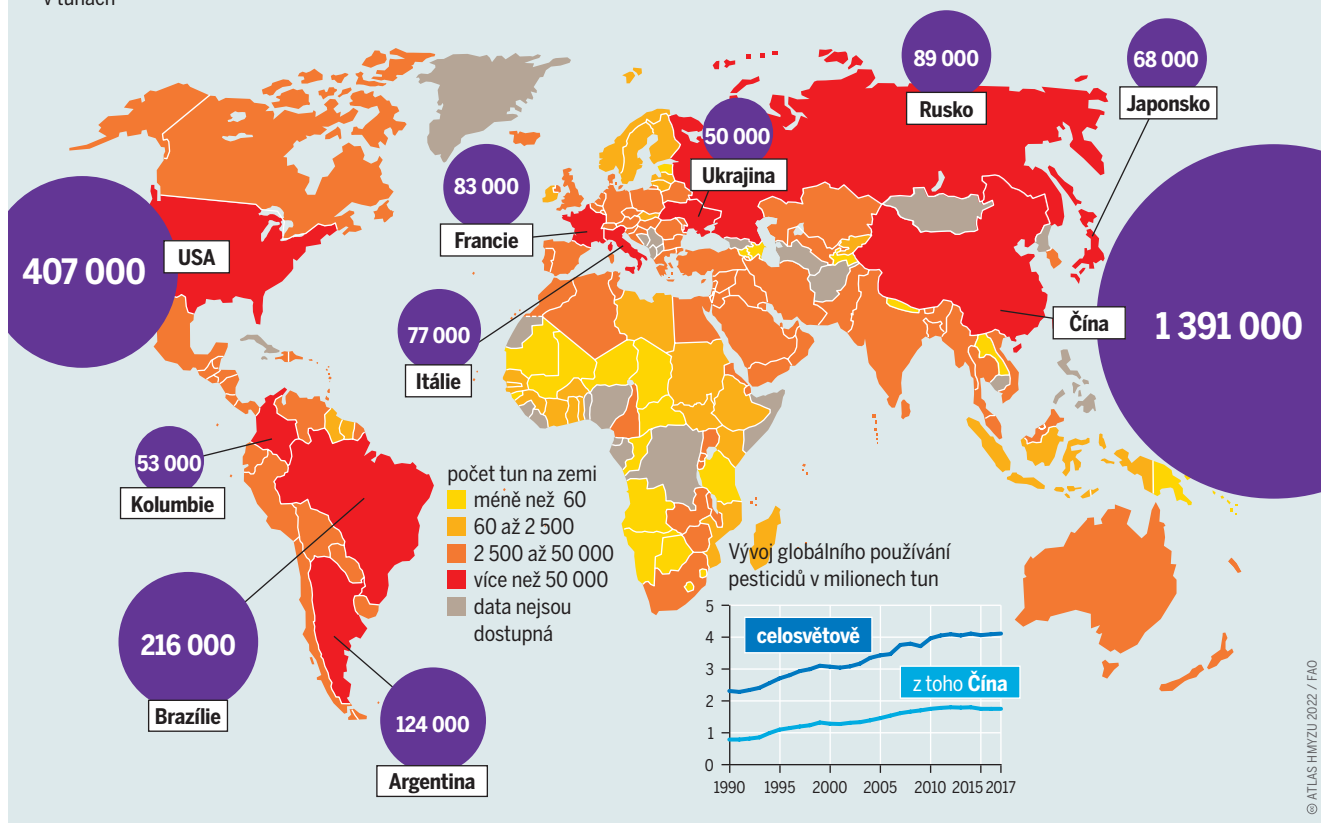 v tunách
89 000
Rusko
68 000
Japonsko
50 000
Ukrajina
83 000
Francie
407 000
USA
77 000
Itálie
Čína
1 391 000
53 000
Kolumbie
216 000
Brazílie
124 000
Argentina
počet tun na zemi
méně než 60
60 až 2 500
2 500 až 50 000
více než 50 000
data nejsou
dostupná
Vývoj globálního používání
pesticidů v milionech tun
5
4
3
2
1
0
celosvětově
z toho Čína
1990 1995 2000 2005 2010 2015 2017
© ATLAS HMYZU 2022 / FAO